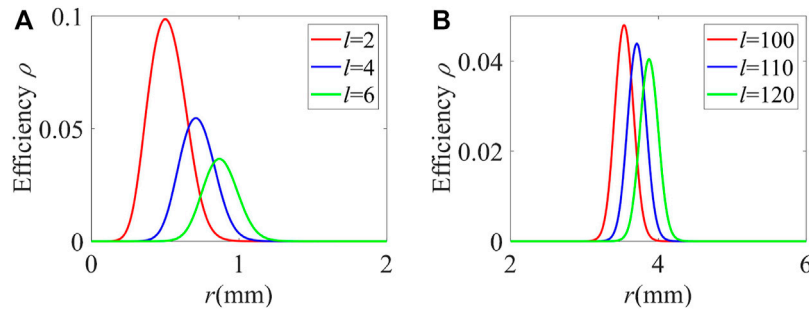 A
Efficiency ρ
0.1
0.05
0
l=2
l=4
l=6
0
1
2
r(mm)
B
Efficiency ρ
0.04
0.02
0
l=100
l=110
l=120
2
4
6
r(mm)